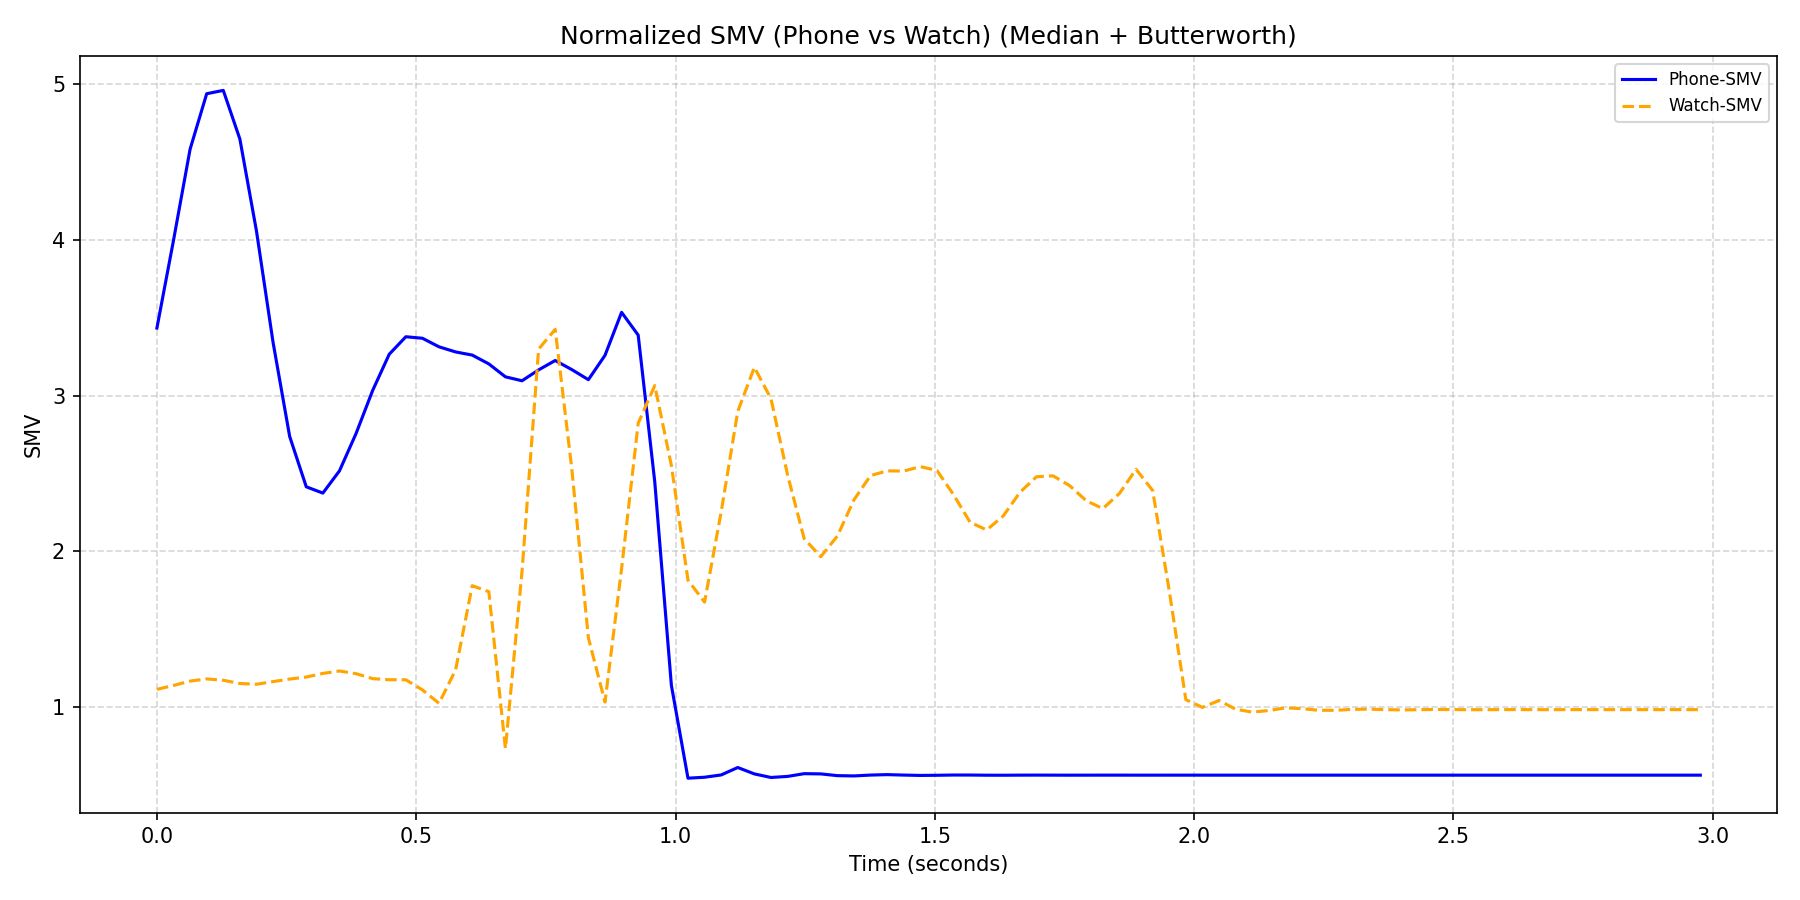 Normalized SMV (Phone vs Watch) (Median + Butterworth)
Phone-SMV
Watch-SMV
SMV
5
4
3
2
1
0.0 0.5 1.0 1.5 2.0 2.5 3.0
Time (seconds)